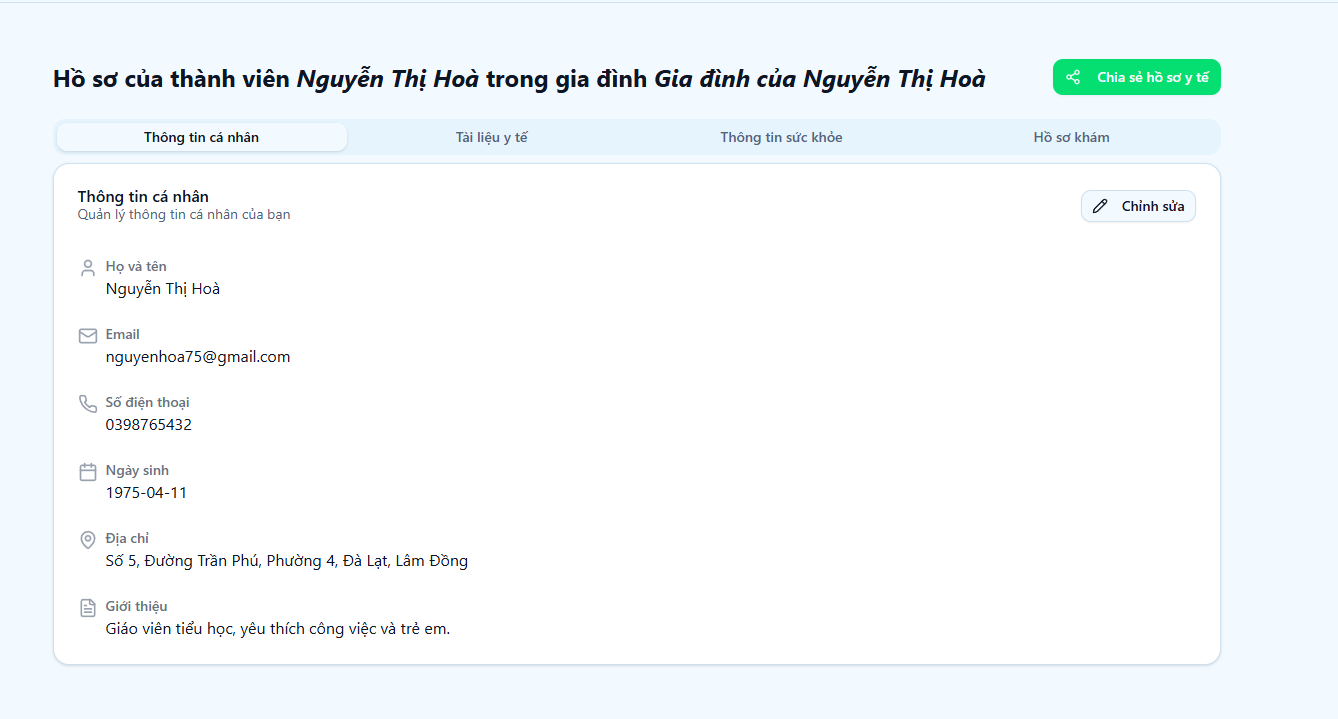 Hồ sơ của thành viên Nguyễn Thị Hoà trong gia đình Gia đình của Nguyễn Thị Hoà
Chia sẻ hồ sơ y tế
Thông tin cá nhân
Tài liệu y tế
Thông tin sức khỏe
Hồ sơ khám
Thông tin cá nhân
Quản lý thông tin cá nhân của bạn
Chỉnh sửa
Họ và tên
Nguyễn Thị Hoà
Email
nguyenhoa75@gmail.com
Số điện thoại
0398765432
Ngày sinh
1975-04-11
Địa chỉ
Số 5, Đường Trần Phú, Phường 4, Đà Lạt, Lâm Đồng
Giới thiệu
Giáo viên tiểu học, yêu thích công việc và trẻ em.